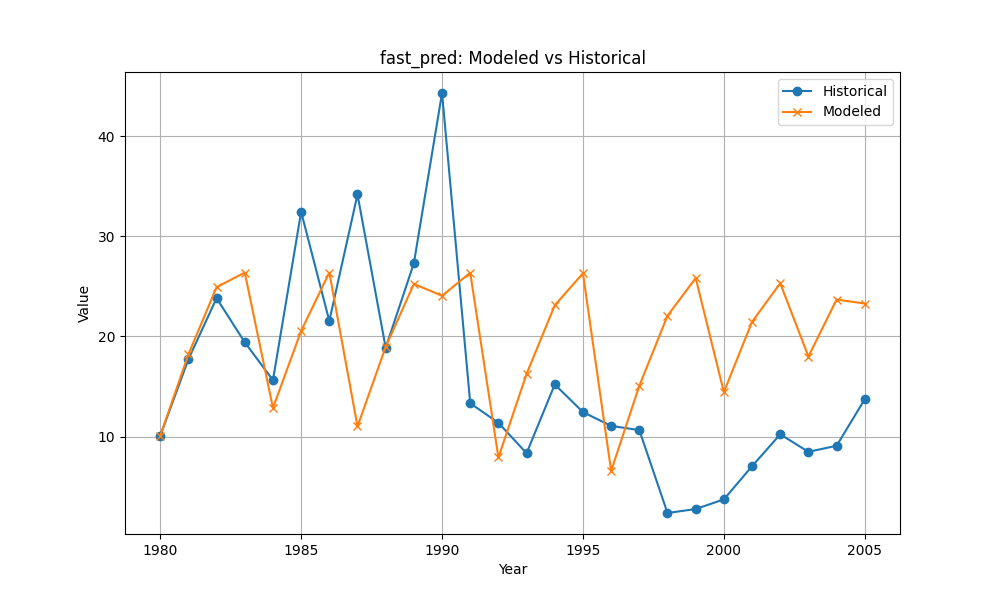 fast_pred: Modeled vs Historical
Historical
Modeled
Value
40
30
20
10
1980
1985
1990
1995
2000
2005
Year